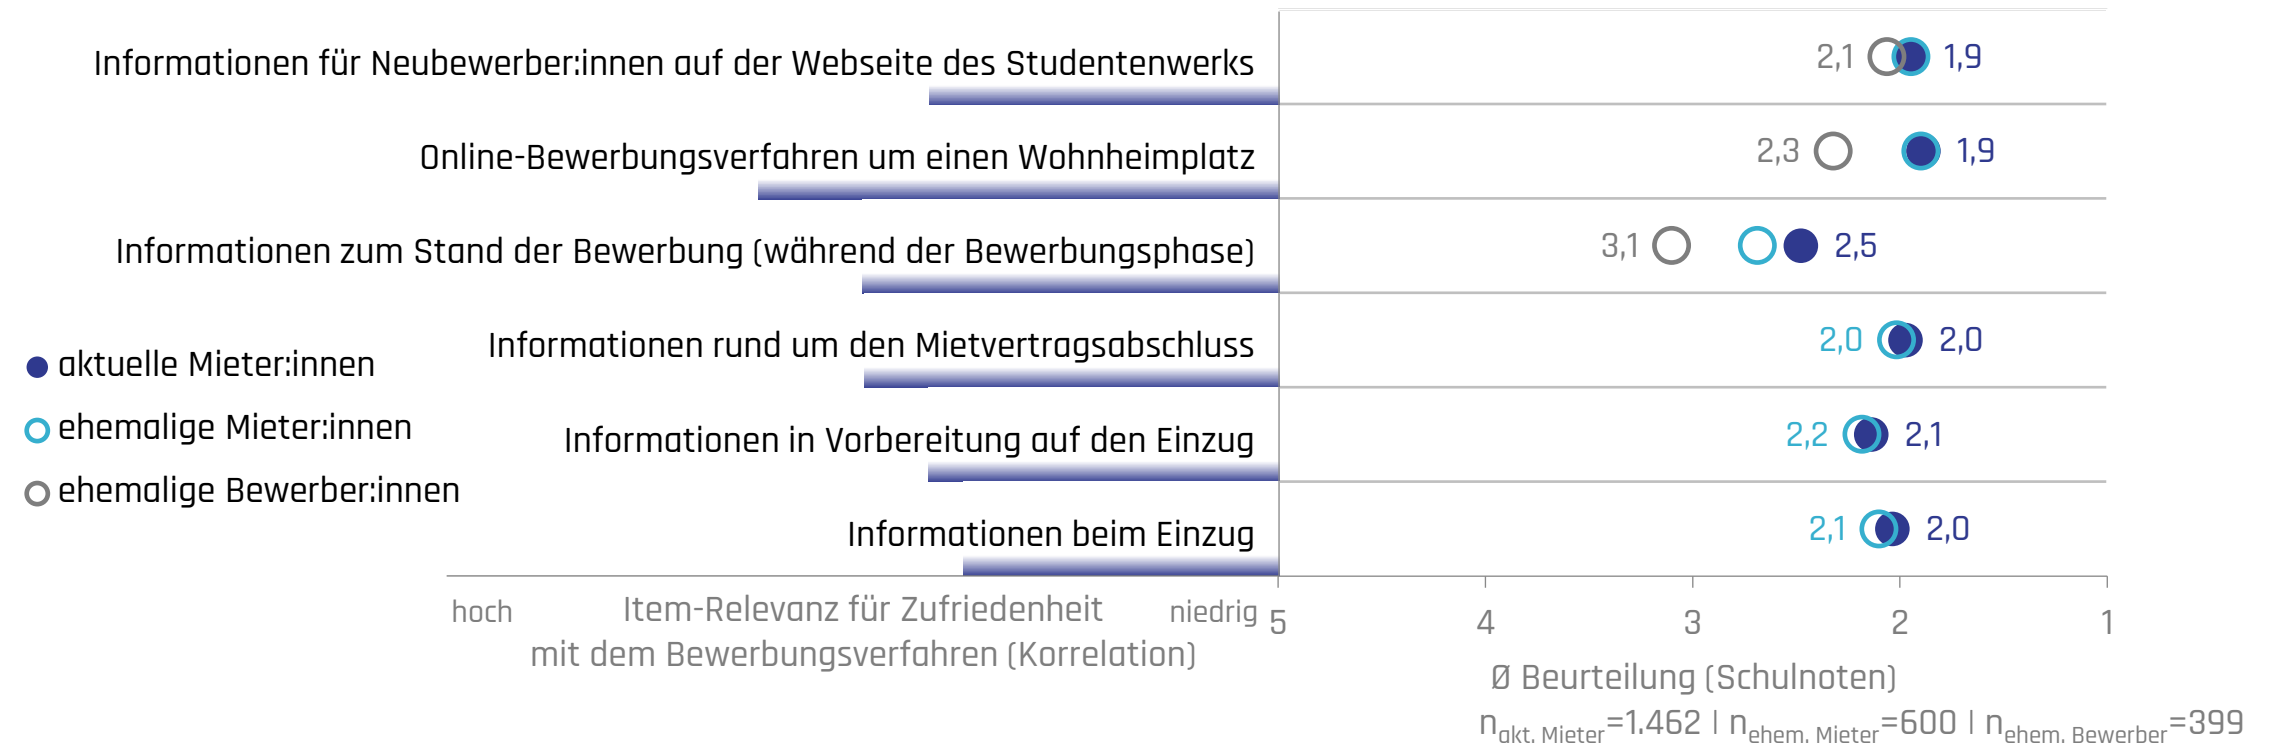 Informationen für Neubewerber:innen auf der Webseite des Studentenwerks
2,1 1,9
Online-Bewerbungsverfahren um einen Wohnheimplatz
2,3 1,9
Informationen zum Stand der Bewerbung (während der Bewerbungsphase)
3,1 2,5
Informationen rund um den Mietvertragsabschluss
2,0 2,0
aktuelle Mieter:innen
ehemalige Mieter:innen
ehemalige Bewerber:innen
Informationen in Vorbereitung auf den Einzug
2,2 2,1
Informationen beim Einzug
2,1 2,0
hoch Item-Relevanz für Zufriedenheit niedrig
mit dem Bewerbungsverfahren (Korrelation)
5 4 3 2 1
Ø Beurteilung (Schulnoten)
nakt. Mieter=1.462 | nehem. Mieter=600 | nehem. Bewerber=399